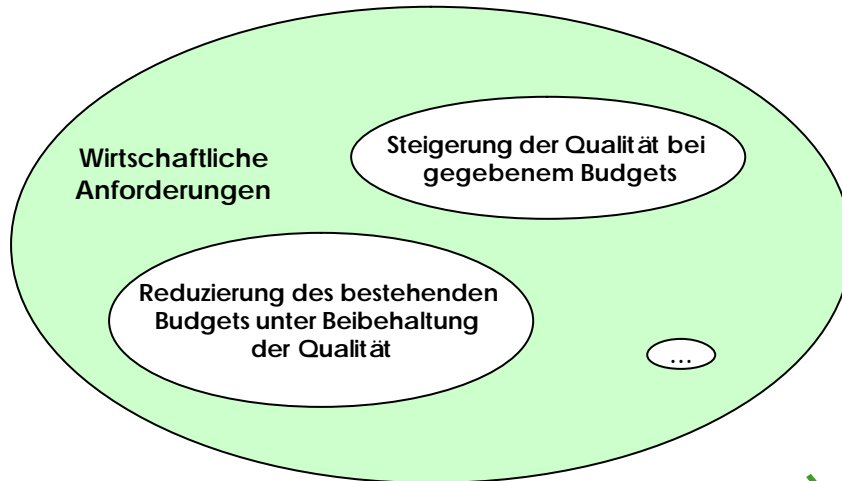 Wirtschaftliche
Anforderungen
Steigerung der Qualität bei
gegebenem Budgets
Reduzierung des bestehenden
Budgets unter Beibehaltung
der Qualität
...